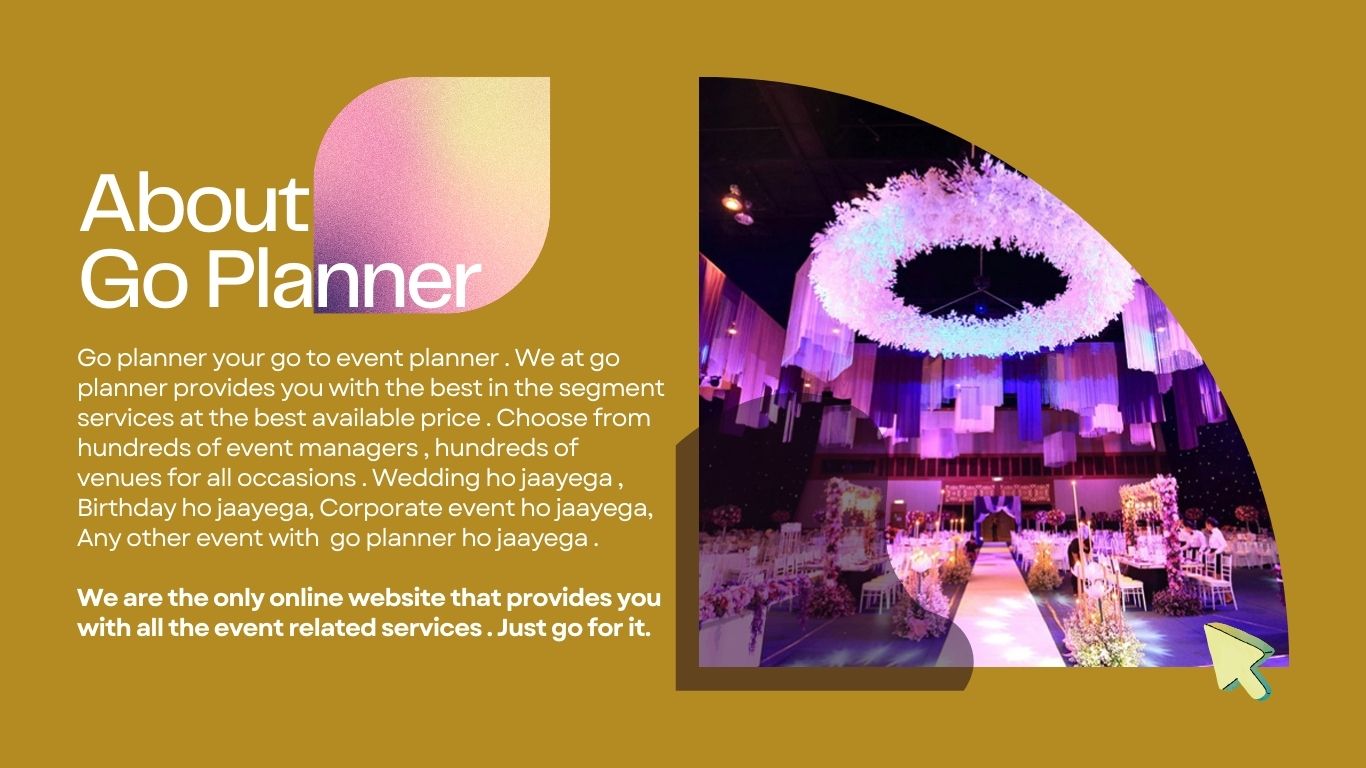 About
Go Planner
Go planner your go to event planner . We at go
planner provides you with the best in the segment
services at the best available price . Choose from
hundreds of event managers , hundreds of
venues for all occasions . Wedding ho jaayega ,
Birthday ho jaayega, Corporate event ho jaayega,
Any other event with  go planner ho jaayega .
We are the only online website that provides you
with all the event related services . Just go for it.